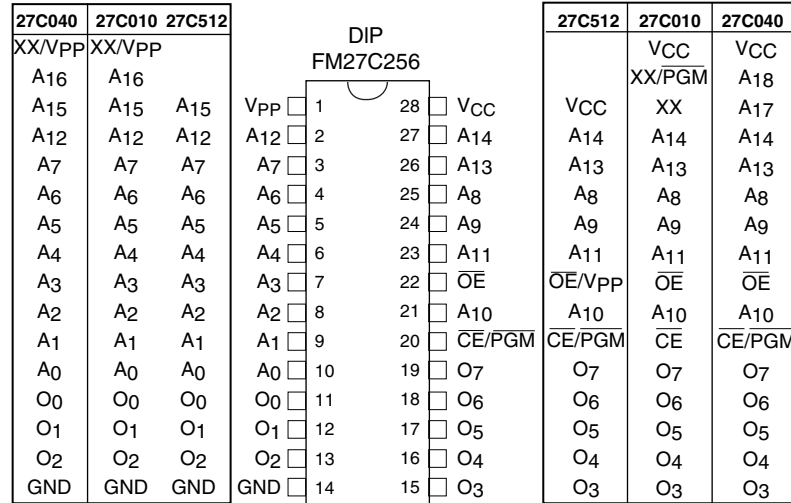 27C040 27C010 27C512 DIP 27C512 27C010 27C040
XX/VPP XX/VPP FM27C256 VCC VCC
A16 A16 XX/PGM A18
A15 A15 A15 VPP 1 28 VCC VCC XX A17
A12 A12 A12 A12 2 27 A14 A14 A14 A14
A7 A7 A7 A7 3 26 A13 A13 A13 A13
A6 A6 A6 A6 4 25 A8 A8 A8 A8
A5 A5 A5 A5 5 24 A9 A9 A9 A9
A4 A4 A4 A4 6 23 A11 A11 A11 A11
A3 A3 A3 A3 7 22 OE OE/VPP OE OE
A2 A2 A2 A2 8 21 A10 A10 A10 A10
A1 A1 A1 A1 9 20 CE/PGM CE/PGM CE CE/PGM
A0 A0 A0 A0 10 19 O7 O7 O7 O7
O0 O0 O0 O0 11 18 O6 O6 O6 O6
O1 O1 O1 O1 12 17 O5 O5 O5 O5
O2 O2 O2 O2 13 16 O4 O4 O4 O4
GND GND GND GND 14 15 O3 O3 O3 O3